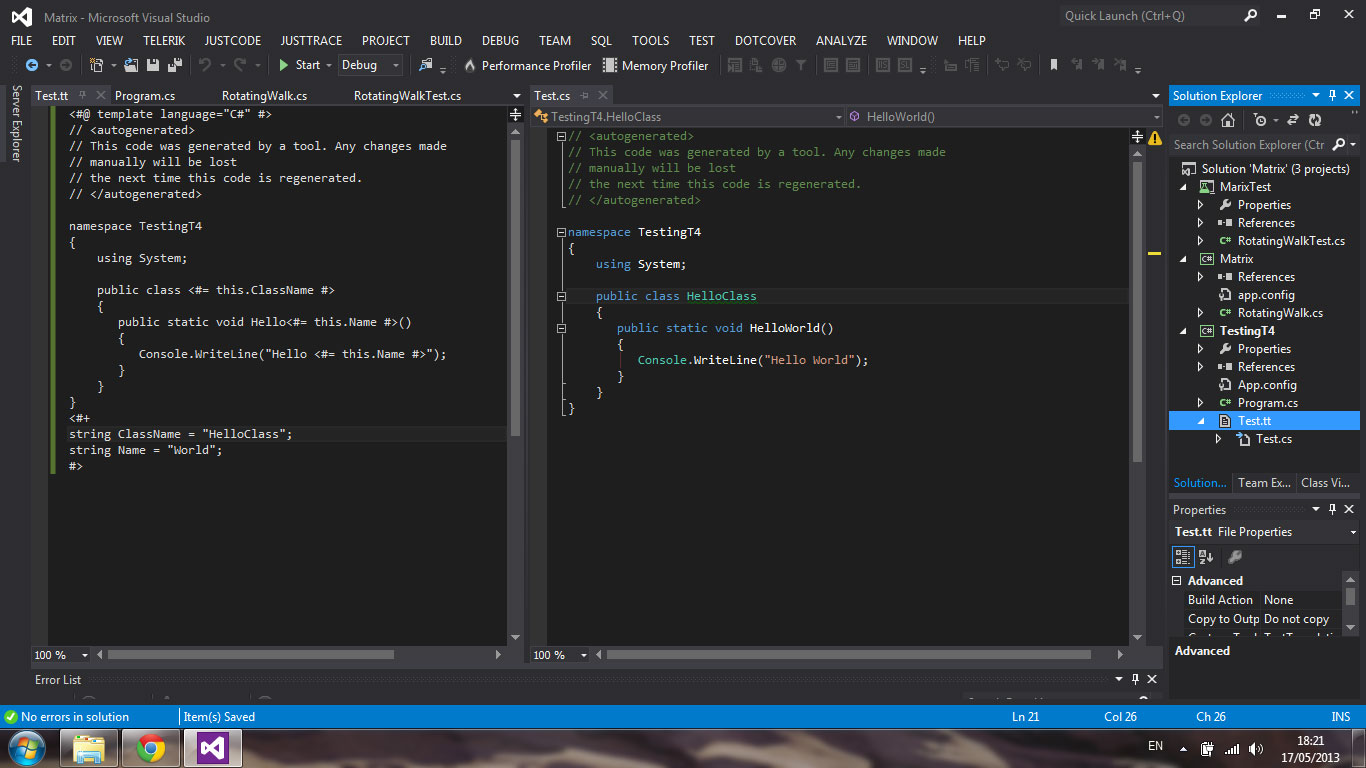 Matrix - Microsoft Visual Studio
Quick Launch (Ctrl+Q)
FILE EDIT VIEW TELERIK JUSTCODE JUSTTRACE PROJECT BUILD DEBUG TEAM SQL TOOLS TEST DOTCOVER ANALYZE WINDOW HELP
Start Debug Performance Profiler Memory Profiler
Server Explorer
Test.tt Program.cs RotatingWalk.cs RotatingWalkTest.cs
<#@ template language="C#" #>
// <autogenerated>
// This code was generated by a tool. Any changes made
// manually will be lost
// the next time this code is regenerated.
// </autogenerated>
namespace TestingT4
{
using System;
public class <#= this.ClassName #>
{
public static void Hello<#= this.Name #>()
{
Console.WriteLine("Hello <#= this.Name #>");
}
}
}
<#+
string ClassName = "HelloClass";
string Name = "World";
#>
100 %
Test.cs
TestingT4.HelloClass HelloWorld()
// <autogenerated>
// This code was generated by a tool. Any changes made
// manually will be lost
// the next time this code is regenerated.
// </autogenerated>
namespace TestingT4
{
using System;
public class HelloClass
{
public static void HelloWorld()
{
Console.WriteLine("Hello World");
}
}
}
100 %
Solution Explorer
Search Solution Explorer (Ctr
Solution 'Matrix' (3 projects)
MarixTest
Properties
References
C# RotatingWalkTest.cs
C# Matrix
References
app.config
C# RotatingWalk.cs
C# TestingT4
Properties
References
App.config
C# Program.cs
Test.tt
Test.cs
Solution... Team Ex... Class Vi...
Properties
Test.tt File Properties
Advanced
Build Action None
Copy to Outp Do not copy
Advanced
Error List
No errors in solution Item(s) Saved Ln 21 Col 26 Ch 26 INS
EN
18:21
17/05/2013